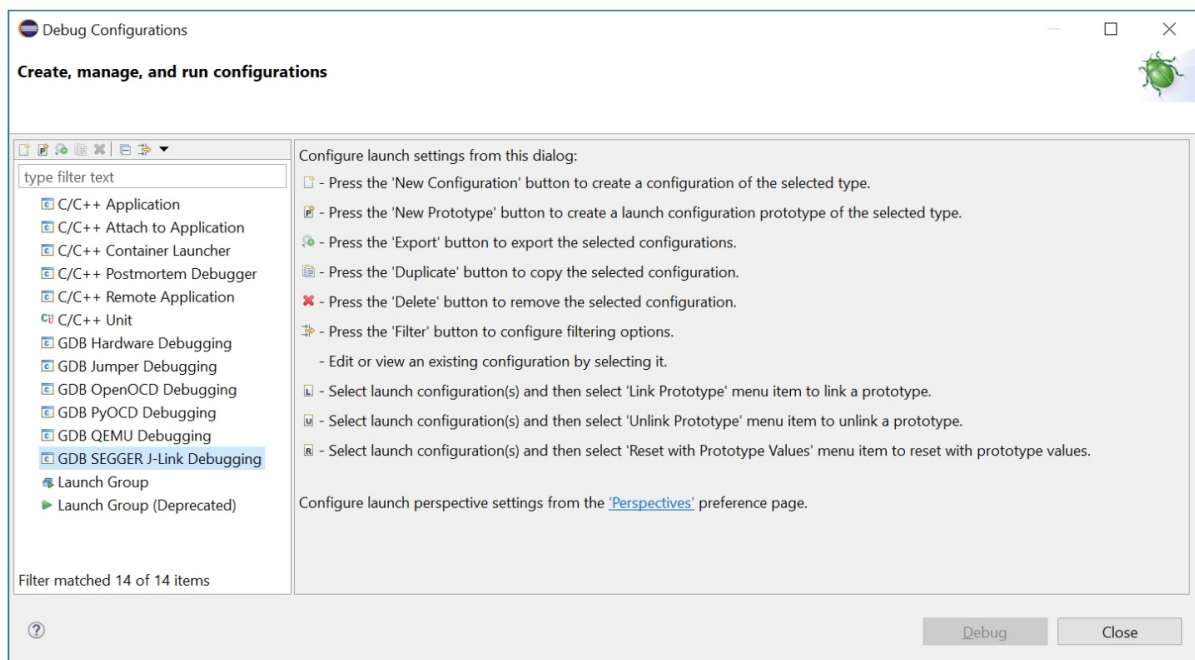 Debug Configurations
Create, manage, and run configurations
type filter text
C/C++ Application
C/C++ Attach to Application
C/C++ Container Launcher
C/C++ Postmortem Debugger
C/C++ Remote Application
C/C++ Unit
GDB Hardware Debugging
GDB Jumper Debugging
GDB OpenOCD Debugging
GDB PyOCD Debugging
GDB QEMU Debugging
GDB SEGGER J-Link Debugging
Launch Group
Launch Group (Deprecated)
Filter matched 14 of 14 items
Configure launch settings from this dialog:
- Press the 'New Configuration' button to create a configuration of the selected type.
- Press the 'New Prototype' button to create a launch configuration prototype of the selected type.
- Press the 'Export' button to export the selected configurations.
- Press the 'Duplicate' button to copy the selected configuration.
- Press the 'Delete' button to remove the selected configuration.
- Press the 'Filter' button to configure filtering options.
- Edit or view an existing configuration by selecting it.
- Select launch configuration(s) and then select 'Link Prototype' menu item to link a prototype.
- Select launch configuration(s) and then select 'Unlink Prototype' menu item to unlink a prototype.
- Select launch configuration(s) and then select 'Reset with Prototype Values' menu item to reset with prototype values.
Configure launch perspective settings from the 'Perspectives' preference page.
Debug
Close